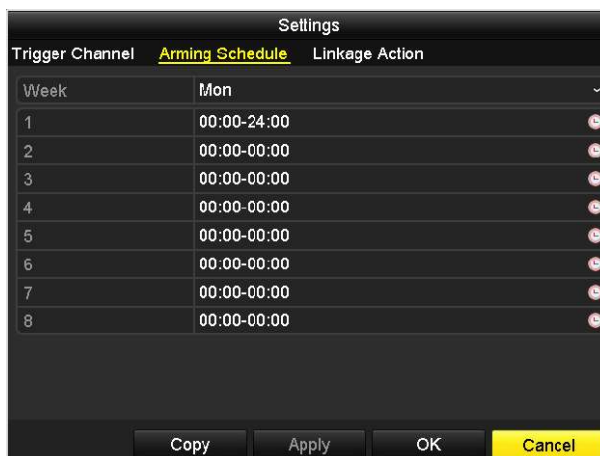 Settings
Trigger Channel Arming Schedule Linkage Action
Week Mon
1 00:00-24:00
2 00:00-00:00
3 00:00-00:00
4 00:00-00:00
5 00:00-00:00
6 00:00-00:00
7 00:00-00:00
8 00:00-00:00
Copy Apply OK Cancel